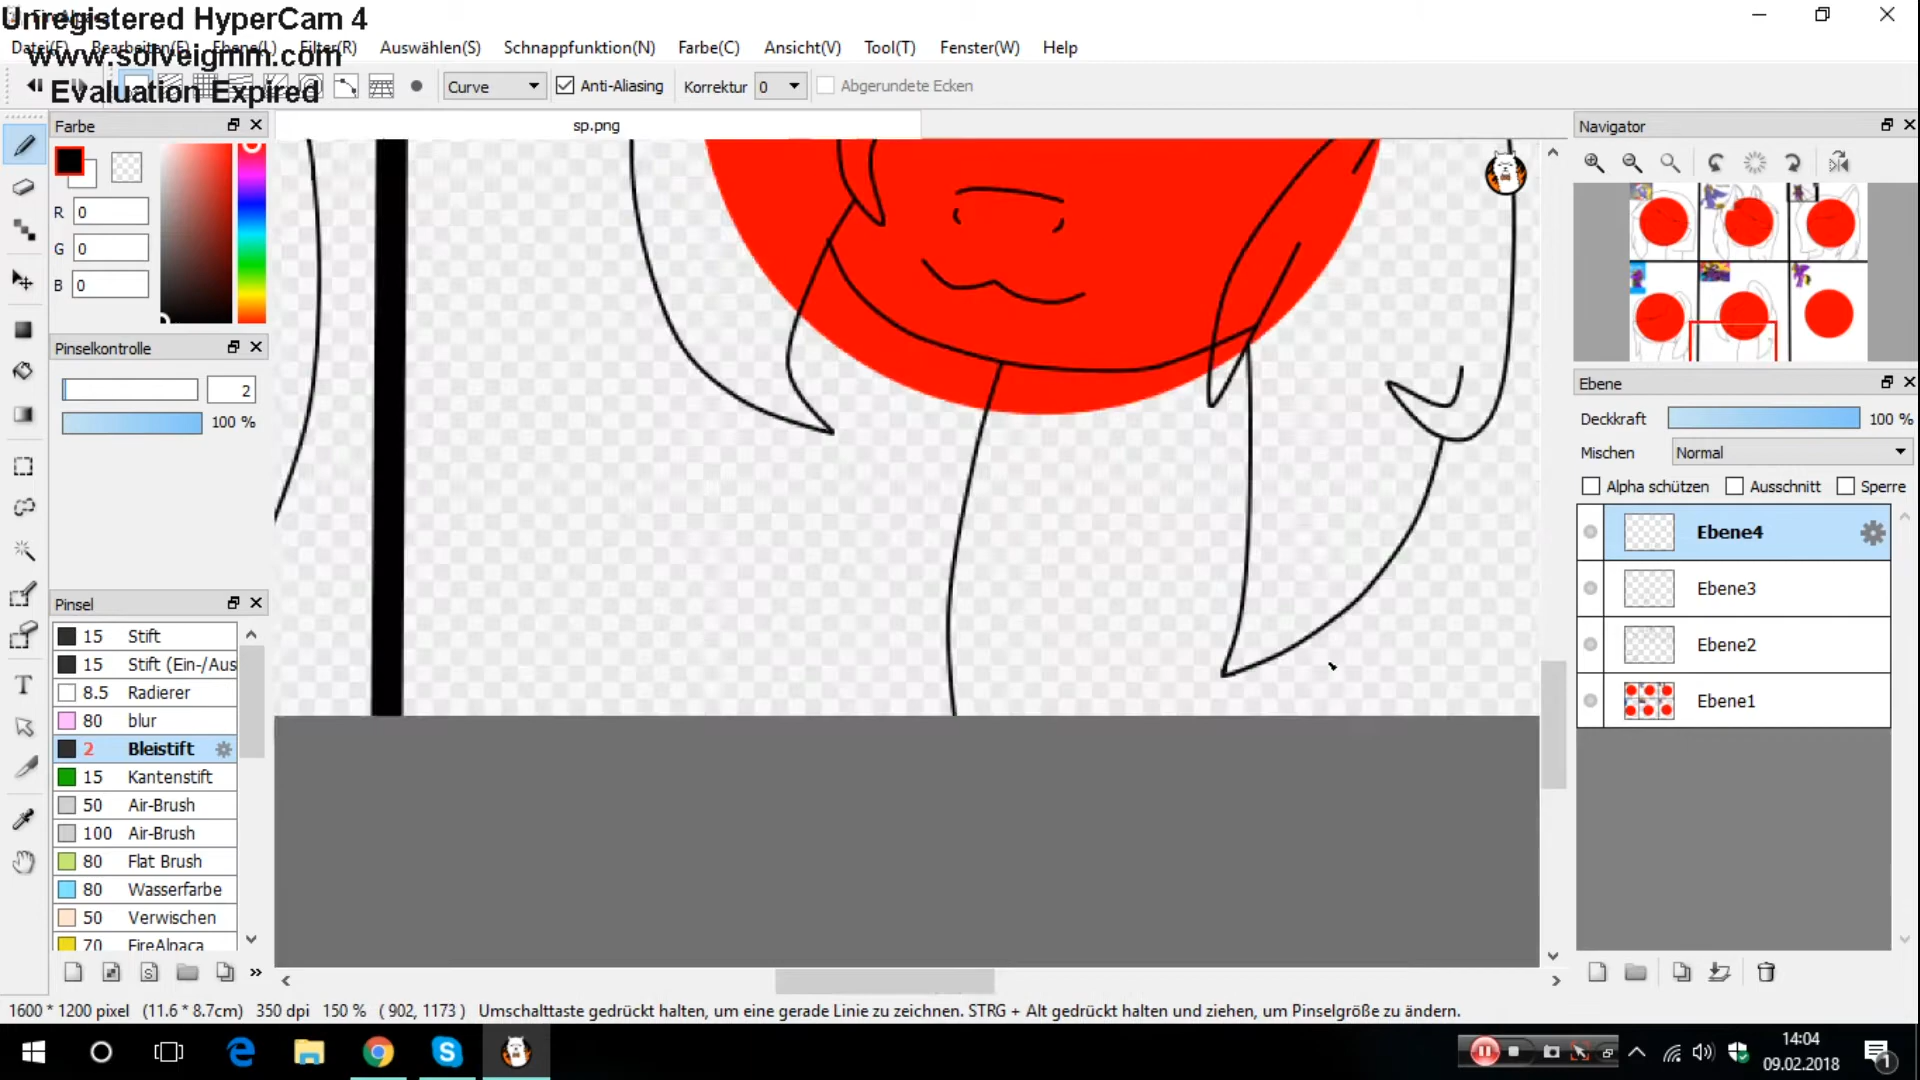 Unregistered HyperCam 4
www.solveigmm.com
Evaluation Expired
Datei(F) Bearbeiten(E) Ebene(L) Filter(R) Auswählen(S) Schnappfunktion(N) Farbe(C) Ansicht(V) Tool(T) Fenster(W) Help
Curve Anti-Aliasing Korrektur 0 Abgerundete Ecken
Farbe
sp.png
Navigator
R 0
G 0
B 0
Pinselkontrolle
2
100 %
Ebene
Deckkraft 100 %
Mischen Normal
Alpha schützen Ausschnitt Sperre
Ebene4
Ebene3
Ebene2
Ebene1
Pinsel
15 Stift
15 Stift (Ein-/Aus
8.5 Radierer
80 blur
2 Bleistift
15 Kantenstift
50 Air-Brush
100 Air-Brush
80 Flat Brush
80 Wasserfarbe
50 Verwischen
70 FireAlpaca
1600 * 1200 pixel (11.6 * 8.7cm) 350 dpi 150 % ( 902, 1173 ) Umschalttaste gedrückt halten, um eine gerade Linie zu zeichnen. STRG + Alt gedrückt halten und ziehen, um Pinselgröße zu ändern.
14:04
09.02.2018
1